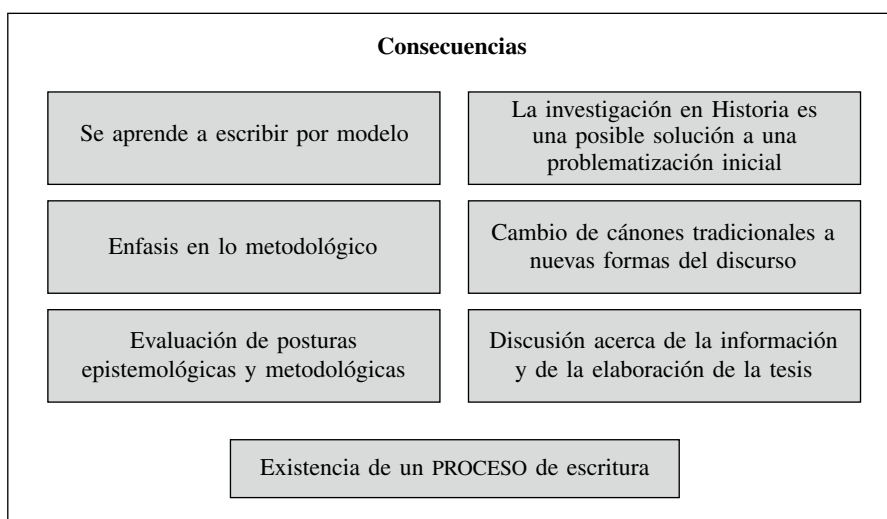 Consecuencias
Se aprende a escribir por modelo
La investigación en Historia es
una posible solución a una
problematización inicial
Enfasis en lo metodológico
Cambio de cánones tradicionales a
nuevas formas del discurso
Evaluación de posturas
epistemológicas y metodológicas
Discusión acerca de la información
y de la elaboración de la tesis
Existencia de un PROCESO de escritura